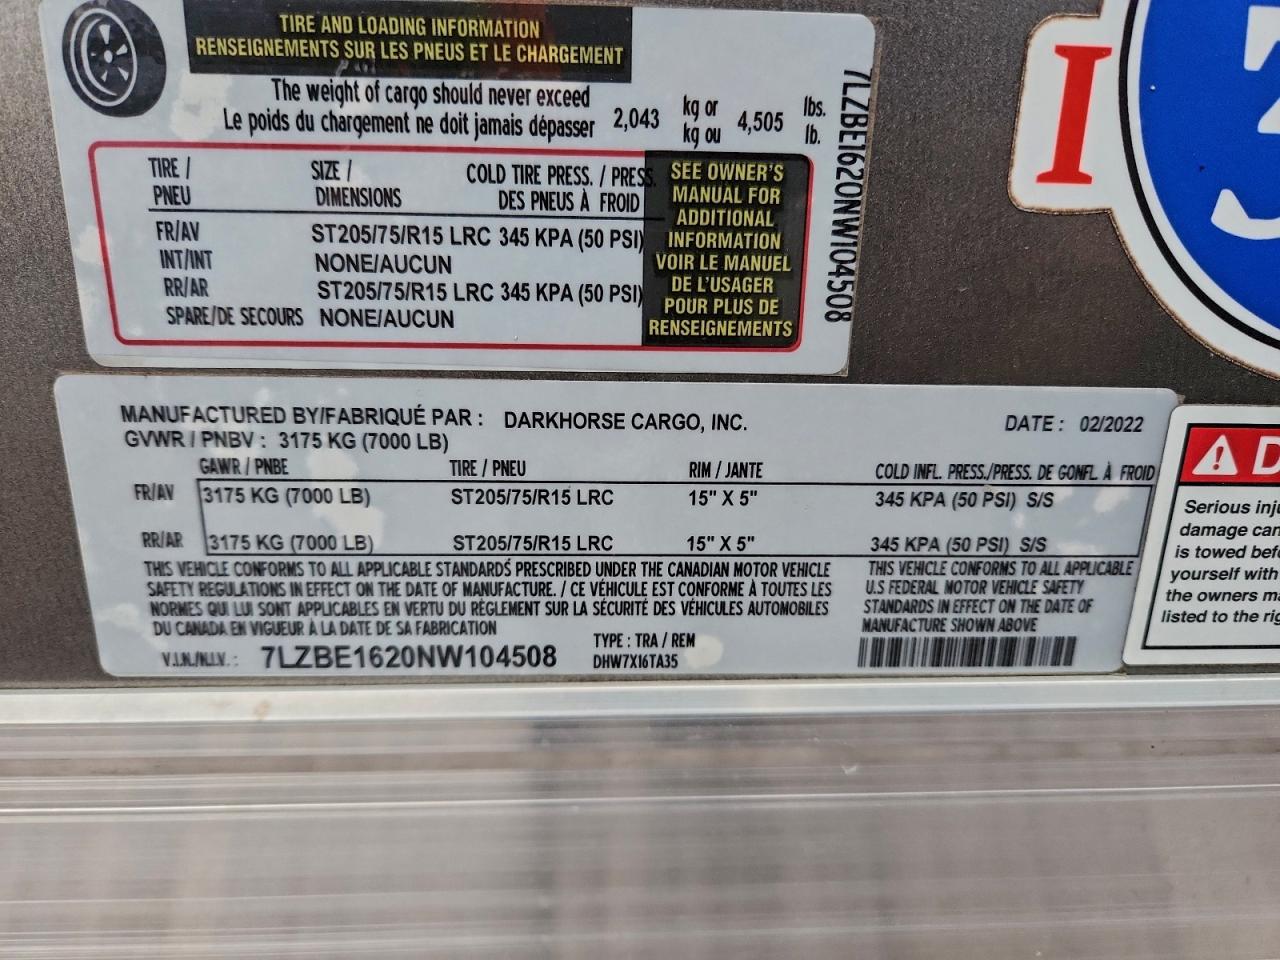 TIRE AND LOADING INFORMATION
RENSEIGNEMENTS SUR LES PNEUS ET LE CHARGEMENT
The weight of cargo should never exceed
Le poids du chargement ne doit jamais dépasser
2,043 kg or 4,505 lbs.
kg ou lb.
TIRE / SIZE / COLD TIRE PRESS. / PRESS.
PNEU DIMENSIONS DES PNEUS À FROID
FR/AV ST205/75/R15 LRC 345 KPA (50 PSI)
INT/INT NONE/AUCUN
RR/AR ST205/75/R15 LRC 345 KPA (50 PSI)
SPARE/DE SECOURS NONE/AUCUN
SEE OWNER'S
MANUAL FOR
ADDITIONAL
INFORMATION
VOIR LE MANUEL
DE L'USAGER
POUR PLUS DE
RENSEIGNEMENTS
7LZBE1620NW104508
I
3
MANUFACTURED BY/FABRIQUÉ PAR : DARKHORSE CARGO, INC. DATE : 02/2022
GVWR / PNBV : 3175 KG (7000 LB)
GAWR / PNBE TIRE / PNEU RIM / JANTE COLD INFL. PRESS./PRESS. DE GONFL À FROID
FR/AV 3175 KG (7000 LB) ST205/75/R15 LRC 15" X 5" 345 KPA (50 PSI) S/S
RR/AR 3175 KG (7000 LB) ST205/75/R15 LRC 15" X 5" 345 KPA (50 PSI) S/S
THIS VEHICLE CONFORMS TO ALL APPLICABLE STANDARDS PRESCRIBED UNDER THE CANADIAN MOTOR VEHICLE
SAFETY REGULATIONS IN EFFECT ON THE DATE OF MANUFACTURE. / CE VÉHICULE EST CONFORME À TOUTES LES
NORMES QUI LUI SONT APPLICABLES EN VERTU DU RÈGLEMENT SUR LA SÉCURITÉ DES VÉHICULES AUTOMOBILES
DU CANADA EN VIGUEUR À LA DATE DE SA FABRICATION
THIS VEHICLE CONFORMS TO ALL APPLICABLE
U.S FEDERAL MOTOR VEHICLE SAFETY
STANDARDS IN EFFECT ON THE DATE OF
MANUFACTURE SHOWN ABOVE
V.I.N./N.I.V. : 7LZBE1620NW104508
TYPE : TRA / REM
DHW7X16TA35
D
Serious inju
damage can
is towed befo
yourself with
the owners ma
listed to the rig